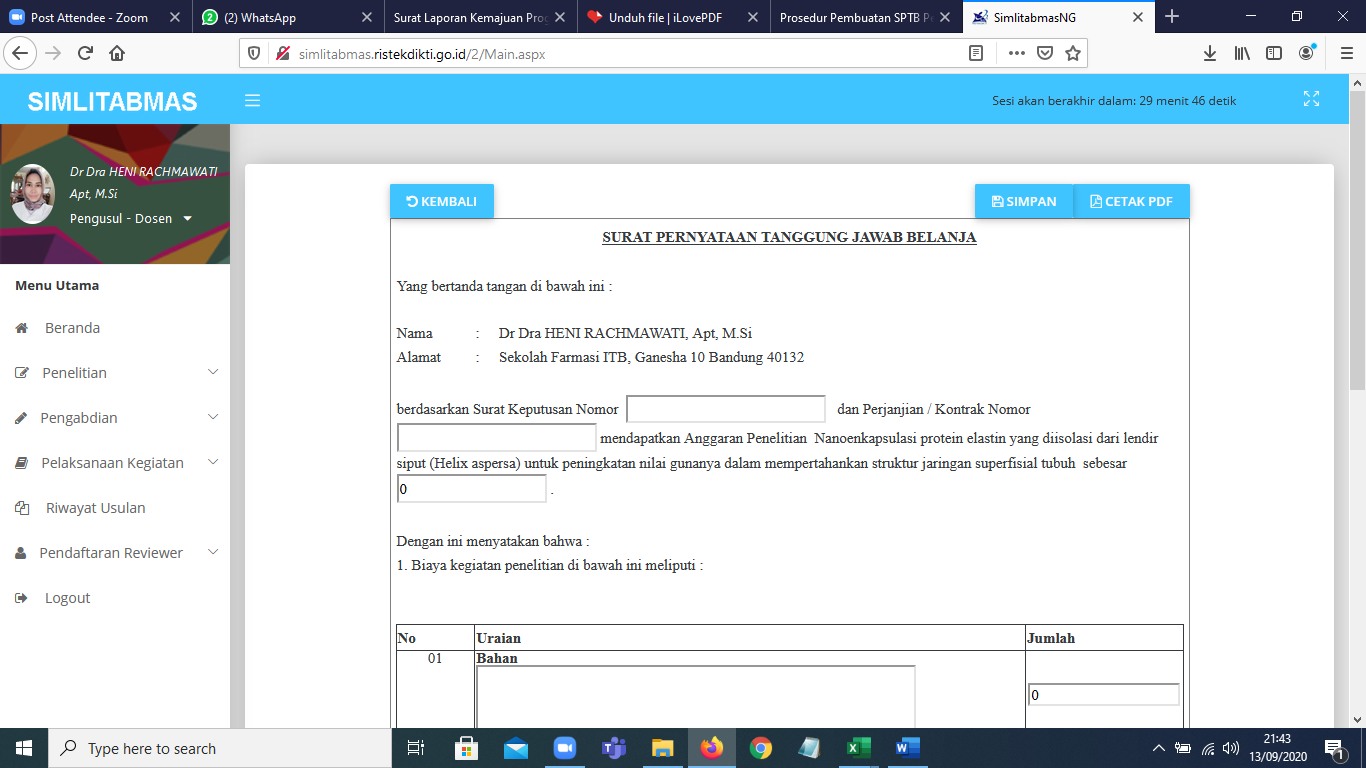 Post Attendee - Zoom
(2) WhatsApp
Surat Laporan Kemajuan Prog
Unduh file | iLovePDF
Prosedur Pembuatan SPTB Pe
SimlitabmasNG
simlitabmas.ristekdikti.go.id/2/Main.aspx
SIMLITABMAS
Sesi akan berakhir dalam: 29 menit 46 detik
Dr Dra HENI RACHMAWATI
Apt, M.Si
Pengusul - Dosen
Menu Utama
Beranda
Penelitian
Pengabdian
Pelaksanaan Kegiatan
Riwayat Usulan
Pendaftaran Reviewer
Logout
KEMBALI
SIMPAN
CETAK PDF
SURAT PERNYATAAN TANGGUNG JAWAB BELANJA
Yang bertanda tangan di bawah ini :
Nama : Dr Dra HENI RACHMAWATI, Apt, M.Si
Alamat : Sekolah Farmasi ITB, Ganesha 10 Bandung 40132
berdasarkan Surat Keputusan Nomor dan Perjanjian / Kontrak Nomor
mendapatkan Anggaran Penelitian Nanoenkapsulasi protein elastin yang diisolasi dari lendir
siput (Helix aspersa) untuk peningkatan nilai gunanya dalam mempertahankan struktur jaringan superfisial tubuh sebesar
0 .
Dengan ini menyatakan bahwa :
1. Biaya kegiatan penelitian di bawah ini meliputi :
No Uraian Jumlah
01 Bahan
0
Type here to search
21:43
13/09/2020
1